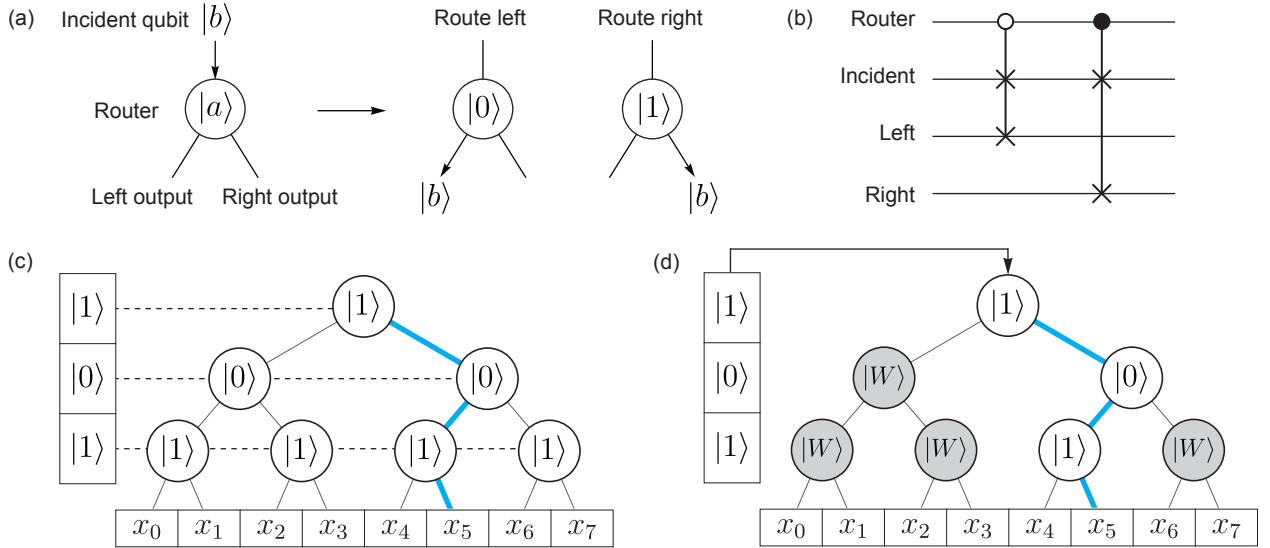 (a) Incident qubit |b⟩ Route left Route right (b) Router
Incident
Router |a⟩ |0⟩ |1⟩
Left
Left output Right output |b⟩ |b⟩
Right
(c)
|1⟩ |1⟩
|0⟩ |0⟩ |0⟩
|1⟩ |1⟩ |1⟩ |1⟩ |1⟩
x₀ x₁ x₂ x₃ x₄ x₅ x₆ x₇
(d)
|1⟩ |1⟩
|0⟩ |W⟩ |0⟩
|1⟩ |W⟩ |W⟩ |1⟩ |W⟩
x₀ x₁ x₂ x₃ x₄ x₅ x₆ x₇